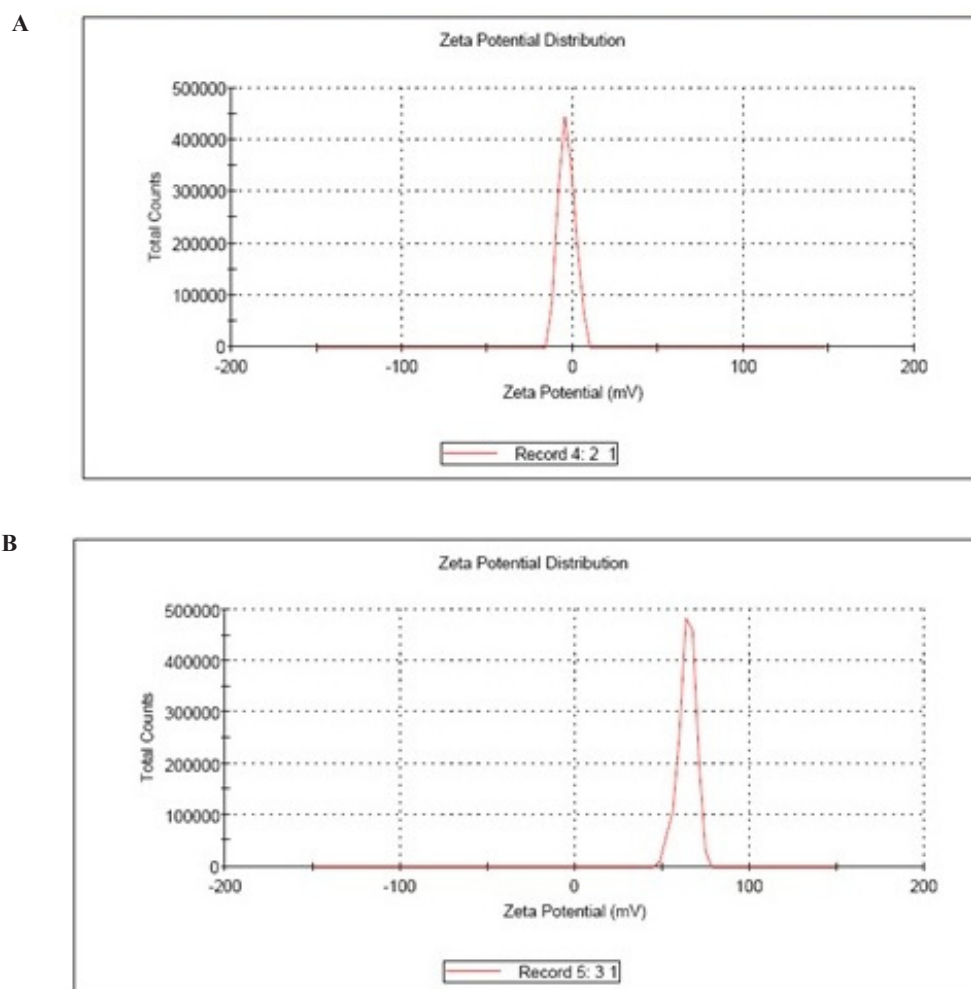 A
Zeta Potential Distribution
500000
400000
300000
200000
100000
0
-200 -100 0 100 200
Total Counts
Zeta Potential (mV)
Record 4: 2 1
B
Zeta Potential Distribution
500000
400000
300000
200000
100000
0
-200 -100 0 100 200
Total Counts
Zeta Potential (mV)
Record 5: 3 1